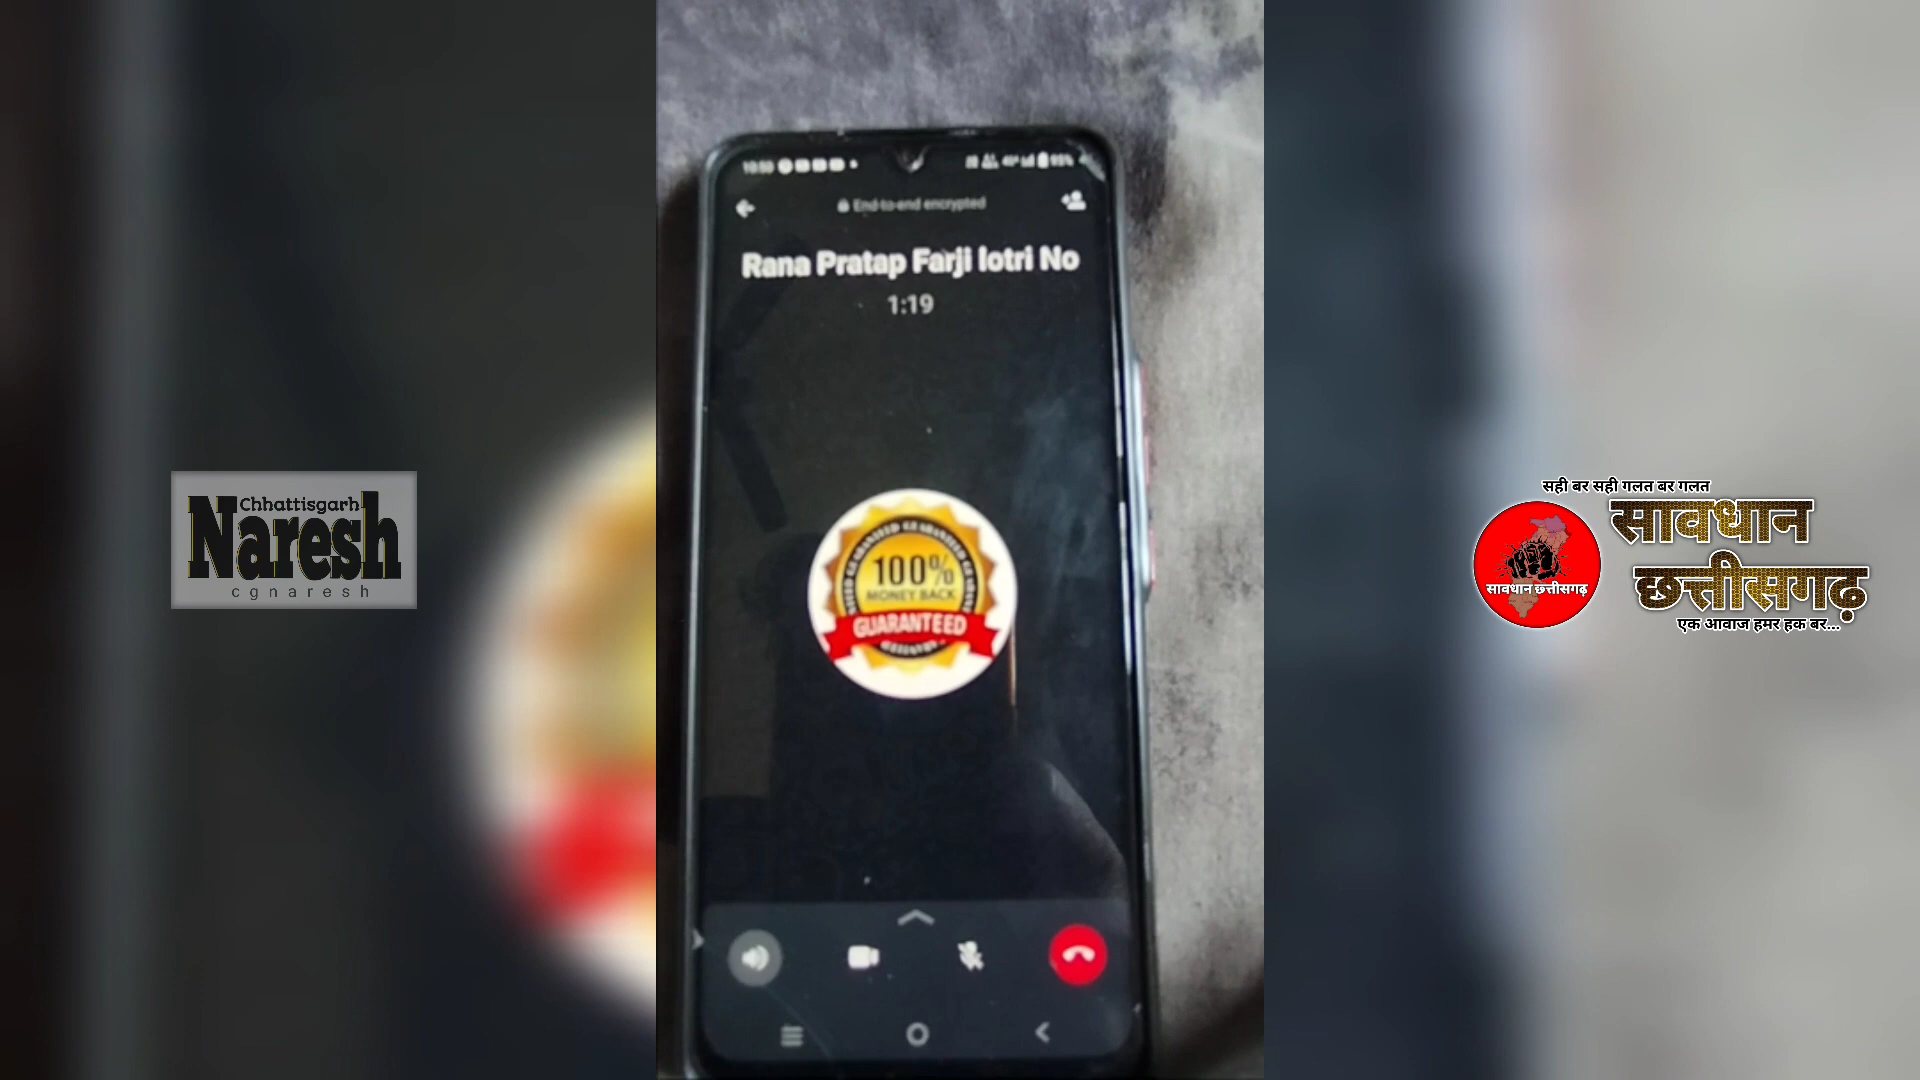 End-to-end encrypted
Rana Pratap Farji lotri No
1:19
100%
MONEY BACK
GUARANTEED
Chhattisgarh
Naresh
cgnaresh
सही बर सही गलत बर गलत
सावधान
छत्तीसगढ़
सावधान छत्तीसगढ़
एक आवाज हमर हक बर...